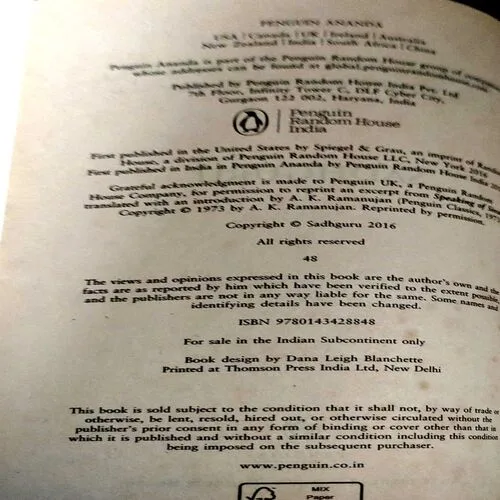 PENGUIN ANANDA
USA | Canada | UK | Ireland | Australia
New Zealand | India | South Africa | China
Penguin Ananda is part of the Penguin Random House group of
whose addresses can be found at global.penguinrandomhouse.com
Published by Penguin Random House India Pvt. Ltd
7th Floor, Infinity Tower C, DLF Cyber City,
Gurgaon 122 002, Haryana, India
Penguin
Random House
India
First published in the United States by Spiegel & Grau, an imprint of Random
House, a division of Penguin Random House LLC, New York 2016
First published in India in Penguin Ananda by Penguin Random House India
Grateful acknowledgment is made to Penguin UK, a Penguin Random
House Company, for permission to reprint an excerpt from Speaking of
translated with an introduction by A. K. Ramanujan (Penguin Classics,
Copyright © 1973 by A. K. Ramanujan. Reprinted by permission.
Copyright © Sadhguru 2016
All rights reserved
48
The views and opinions expressed in this book are the author's own and the
facts are as reported by him which have been verified to the extent possible,
and the publishers are not in any way liable for the same. Some names and
identifying details have been changed.
ISBN 9780143428848
For sale in the Indian Subcontinent only
Book design by Dana Leigh Blanchette
Printed at Thomson Press India Ltd, New Delhi
This book is sold subject to the condition that it shall not, by way of trade or
otherwise, be lent, resold, hired out, or otherwise circulated without the
publisher's prior consent in any form of binding or cover other than that in
which it is published and without a similar condition including this condition
being imposed on the subsequent purchaser.
www.penguin.co.in
MIX
Paper